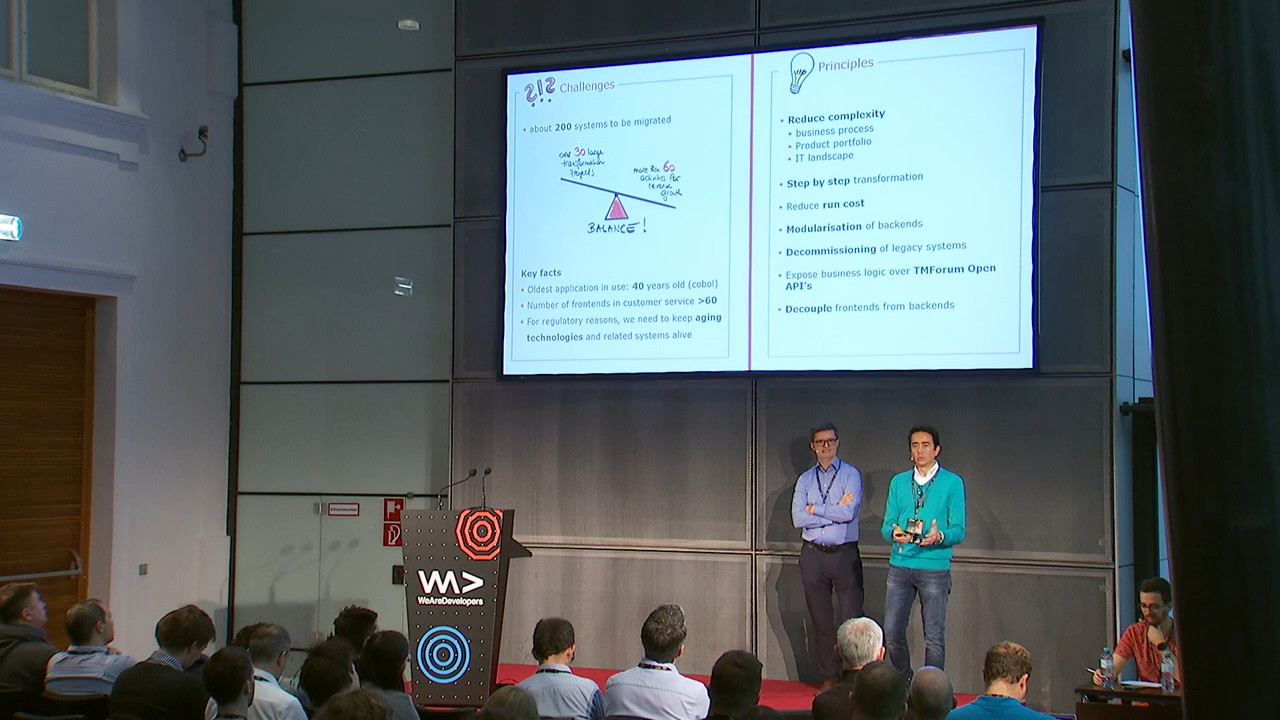 ?!? Challenges
• about 200 systems to be migrated
over 30 large
transformation
projects
more than 60
activities for
revenue
growth
BALANCE!
Key facts
• Oldest application in use: 40 years old (cobol)
• Number of frontends in customer service >60
• For regulatory reasons, we need to keep aging
technologies and related systems alive
Principles
• Reduce complexity
• business process
• Product portfolio
• IT landscape
• Step by step transformation
• Reduce run cost
• Modularisation of backends
• Decommissioning of legacy systems
• Expose business logic over TMForum Open
API's
• Decouple frontends from backends
WeAreDevelopers